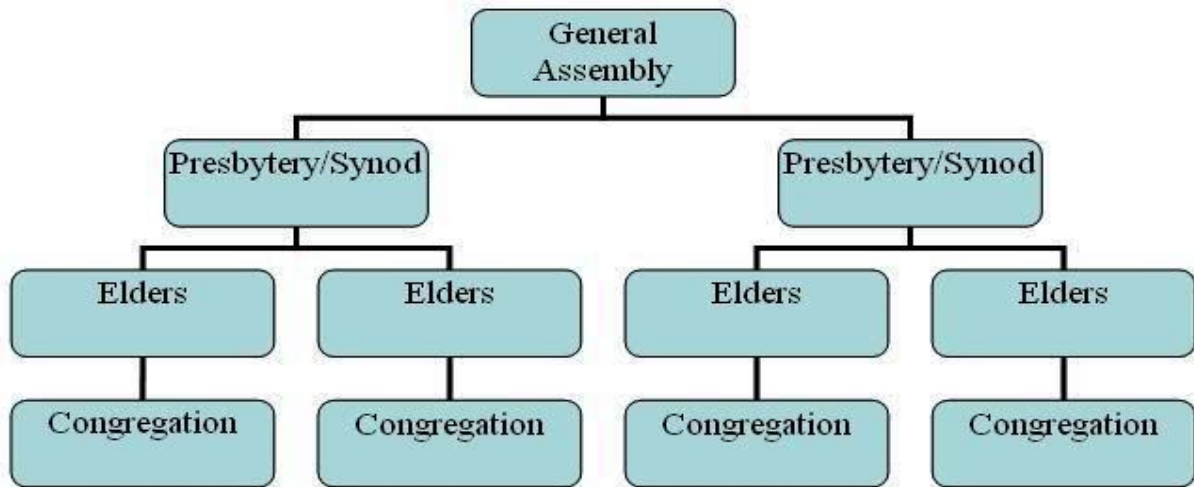 General
Assembly
Presbytery/Synod
Presbytery/Synod
Elders
Elders
Elders
Elders
Congregation
Congregation
Congregation
Congregation